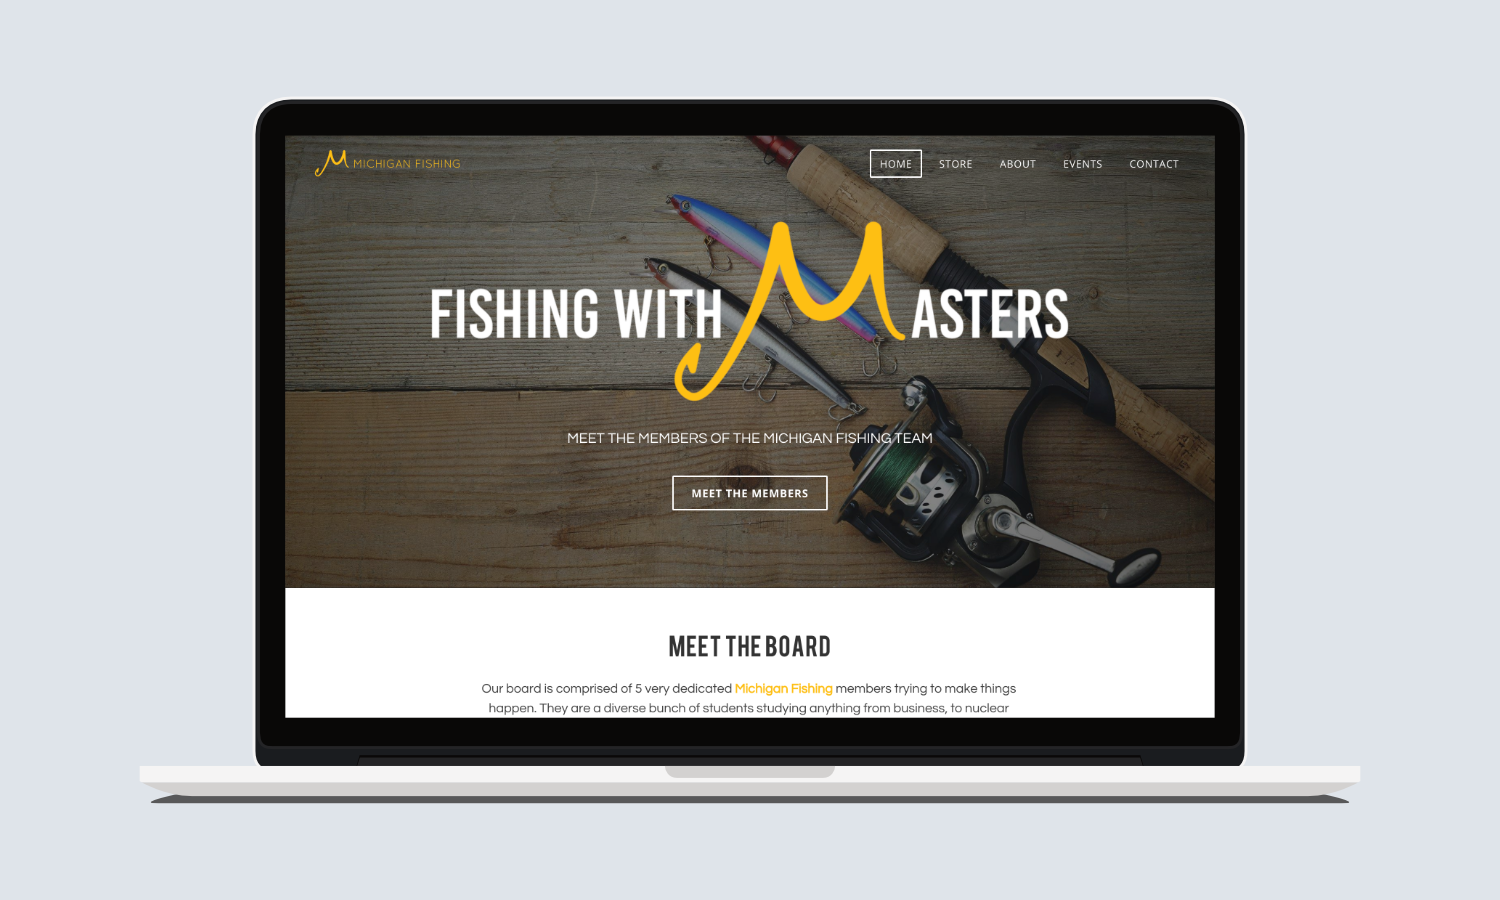 MICHIGAN FISHING
HOME STORE ABOUT EVENTS CONTACT
FISHING WITH MASTERS
MEET THE MEMBERS OF THE MICHIGAN FISHING TEAM
MEET THE MEMBERS
MEET THE BOARD
Our board is comprised of 5 very dedicated Michigan Fishing members trying to make things
happen. They are a diverse bunch of students studying anything from business, to nuclear